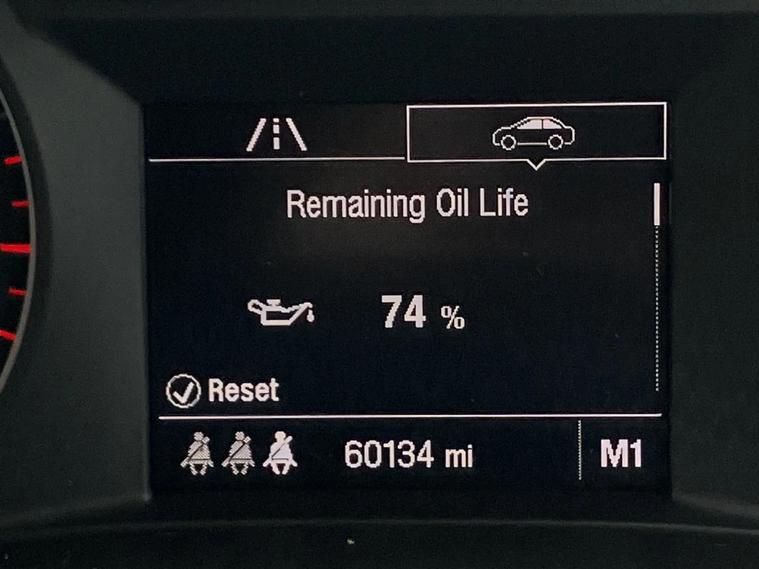 Remaining Oil Life
74 %
Reset
60134 mi
M1